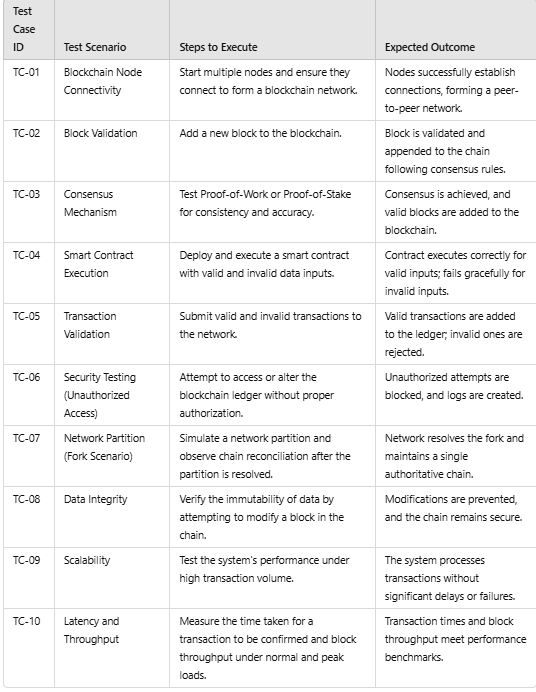 Test
Case
ID Test Scenario Steps to Execute Expected Outcome
TC-01 Blockchain Node Start multiple nodes and ensure they Nodes successfully establish
Connectivity connect to form a blockchain network. connections, forming a peer-
to-peer network.
TC-02 Block Validation Add a new block to the blockchain. Block is validated and
appended to the chain
following consensus rules.
TC-03 Consensus Test Proof-of-Work or Proof-of-Stake Consensus is achieved, and
Mechanism for consistency and accuracy. valid blocks are added to the
blockchain.
TC-04 Smart Contract Deploy and execute a smart contract Contract executes correctly for
Execution with valid and invalid data inputs. valid inputs; fails gracefully for
invalid inputs.
TC-05 Transaction Submit valid and invalid transactions to Valid transactions are added
Validation the network. to the ledger; invalid ones are
rejected.
TC-06 Security Testing Attempt to access or alter the Unauthorized attempts are
(Unauthorized blockchain ledger without proper blocked, and logs are created.
Access) authorization.
TC-07 Network Partition Simulate a network partition and Network resolves the fork and
(Fork Scenario) observe chain reconciliation after the maintains a single
partition is resolved. authoritative chain.
TC-08 Data Integrity Verify the immutability of data by Modifications are prevented,
attempting to modify a block in the and the chain remains secure.
chain.
TC-09 Scalability Test the system's performance under The system processes
high transaction volume. transactions without
significant delays or failures.
TC-10 Latency and Measure the time taken for a Transaction times and block
Throughput transaction to be confirmed and block throughput meet performance
throughput under normal and peak benchmarks.
loads.